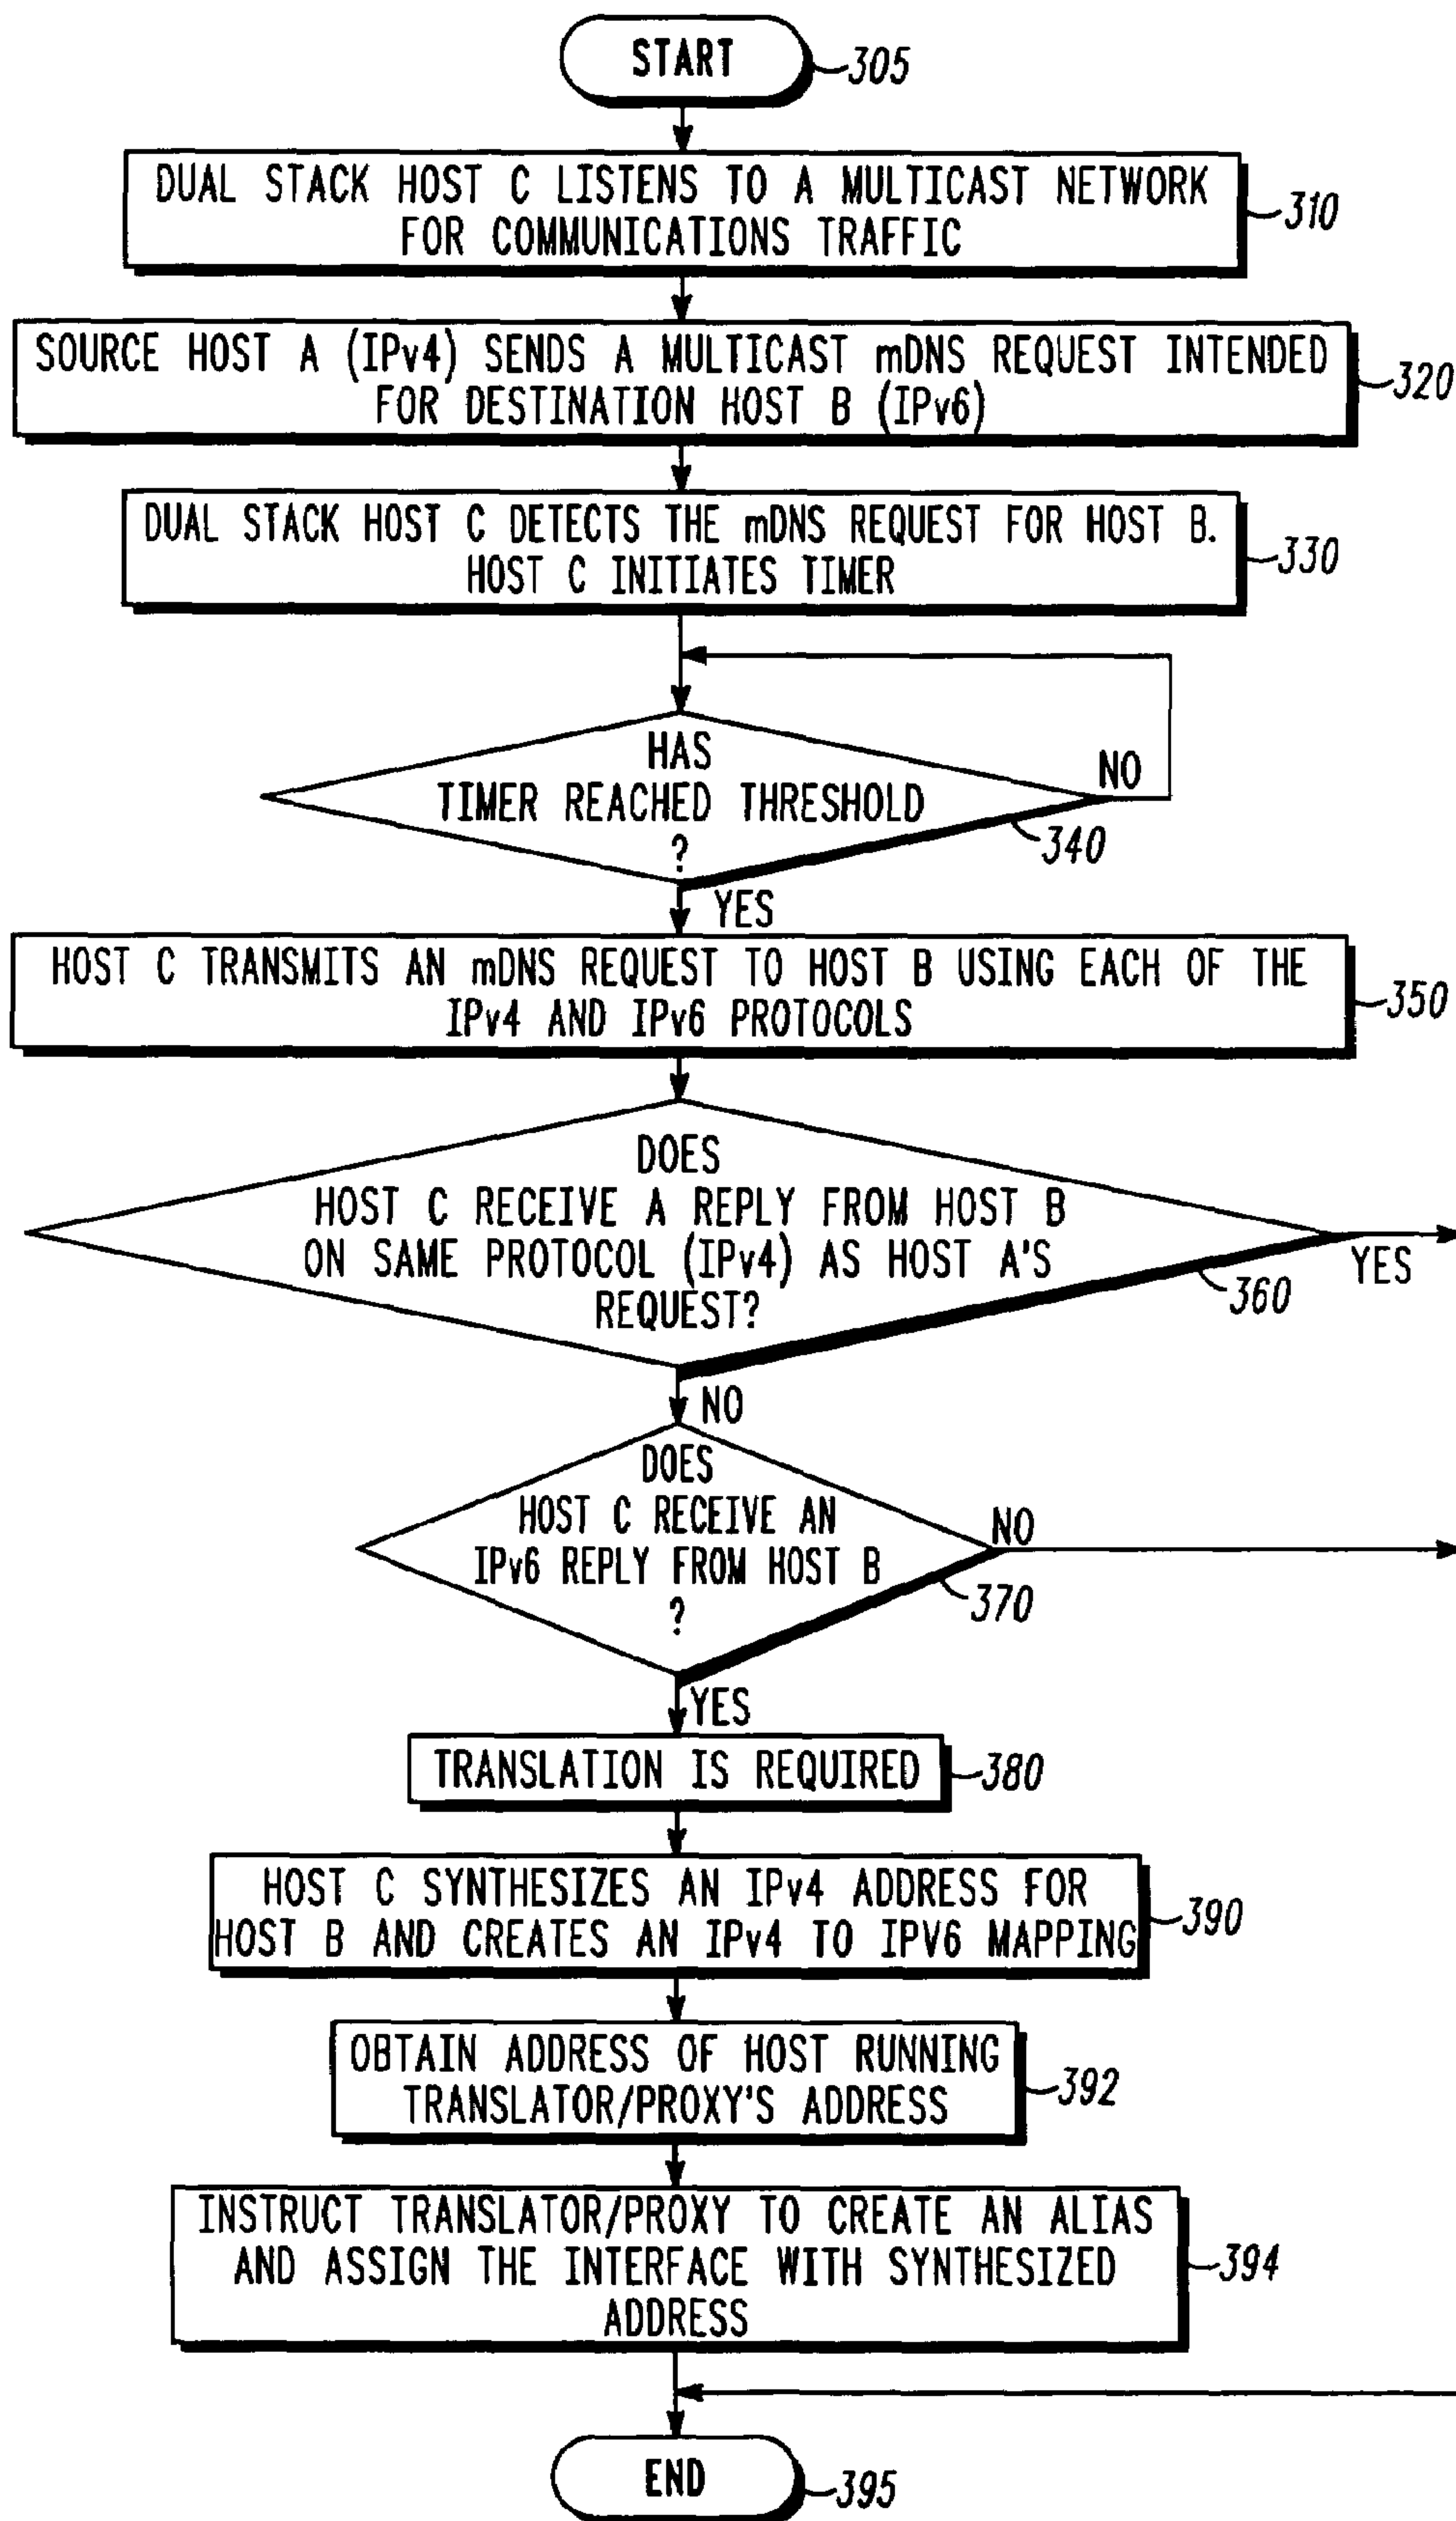 START
305
DUAL STACK HOST C LISTENS TO A MULTICAST NETWORK
FOR COMMUNICATIONS TRAFFIC
310
SOURCE HOST A (IPv4) SENDS A MULTICAST mDNS REQUEST INTENDED
FOR DESTINATION HOST B (IPv6)
320
DUAL STACK HOST C DETECTS THE mDNS REQUEST FOR HOST B.
HOST C INITIATES TIMER
330
HAS
TIMER REACHED THRESHOLD
?
NO
340
YES
HOST C TRANSMITS AN mDNS REQUEST TO HOST B USING EACH OF THE
IPv4 AND IPv6 PROTOCOLS
350
DOES
HOST C RECEIVE A REPLY FROM HOST B
ON SAME PROTOCOL (IPv4) AS HOST A'S
REQUEST?
YES
360
NO
DOES
HOST C RECEIVE AN
IPv6 REPLY FROM HOST B
?
NO
370
YES
TRANSLATION IS REQUIRED
380
HOST C SYNTHESIZES AN IPv4 ADDRESS FOR
HOST B AND CREATES AN IPv4 TO IPV6 MAPPING
390
OBTAIN ADDRESS OF HOST RUNNING
TRANSLATOR/PROXY'S ADDRESS
392
INSTRUCT TRANSLATOR/PROXY TO CREATE AN ALIAS
AND ASSIGN THE INTERFACE WITH SYNTHESIZED
ADDRESS
394
END
395